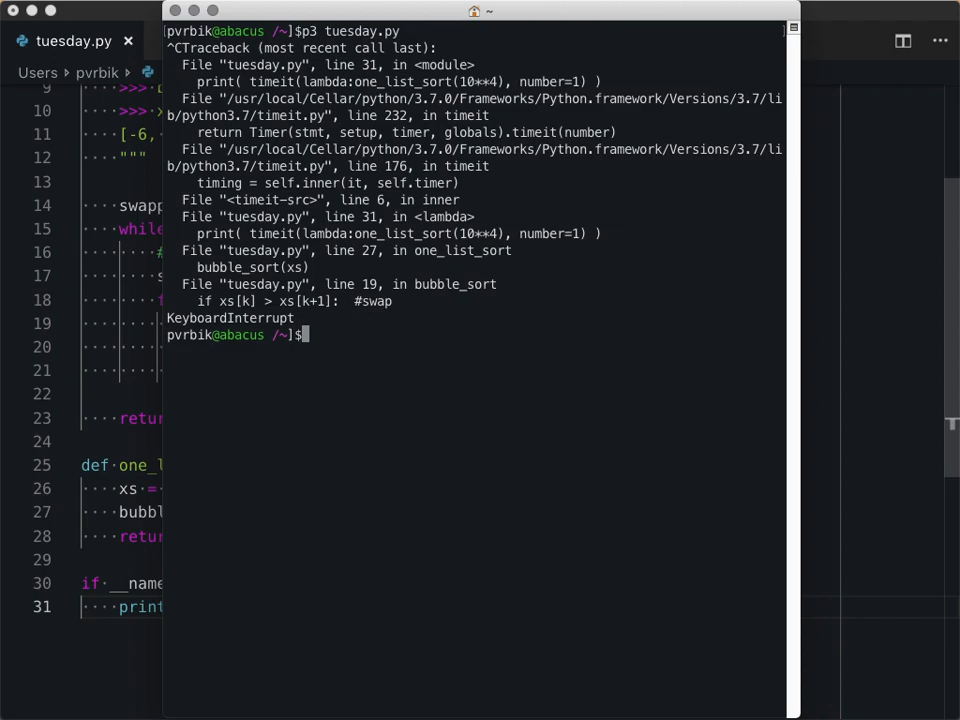 ~
tuesday.py ×
Users pvrbik
[pvrbik@abacus /~]$p3 tuesday.py ]
^CTraceback (most recent call last):
  File "tuesday.py", line 31, in <module>
    print( timeit(lambda:one_list_sort(10**4), number=1) )
  File "/usr/local/Cellar/python/3.7.0/Frameworks/Python.framework/Versions/3.7/li
b/python3.7/timeit.py", line 232, in timeit
    return Timer(stmt, setup, timer, globals).timeit(number)
  File "/usr/local/Cellar/python/3.7.0/Frameworks/Python.framework/Versions/3.7/li
b/python3.7/timeit.py", line 176, in timeit
    timing = self.inner(it, self.timer)
  File "<timeit-src>", line 6, in inner
  File "tuesday.py", line 31, in <lambda>
    print( timeit(lambda:one_list_sort(10**4), number=1) )
  File "tuesday.py", line 27, in one_list_sort
    bubble_sort(xs)
  File "tuesday.py", line 19, in bubble_sort
    if xs[k] > xs[k+1]:  #swap
KeyboardInterrupt
pvrbik@abacus /~]$
9 >>>
10 >>>
11 [-6,
12 """
13
14 swapp
15 while
16 #
17 s
18 f
19
20
21
22
23 retur
24
25 def one_l
26 xs =
27 bubbl
28 retur
29
30 if __name
31 print